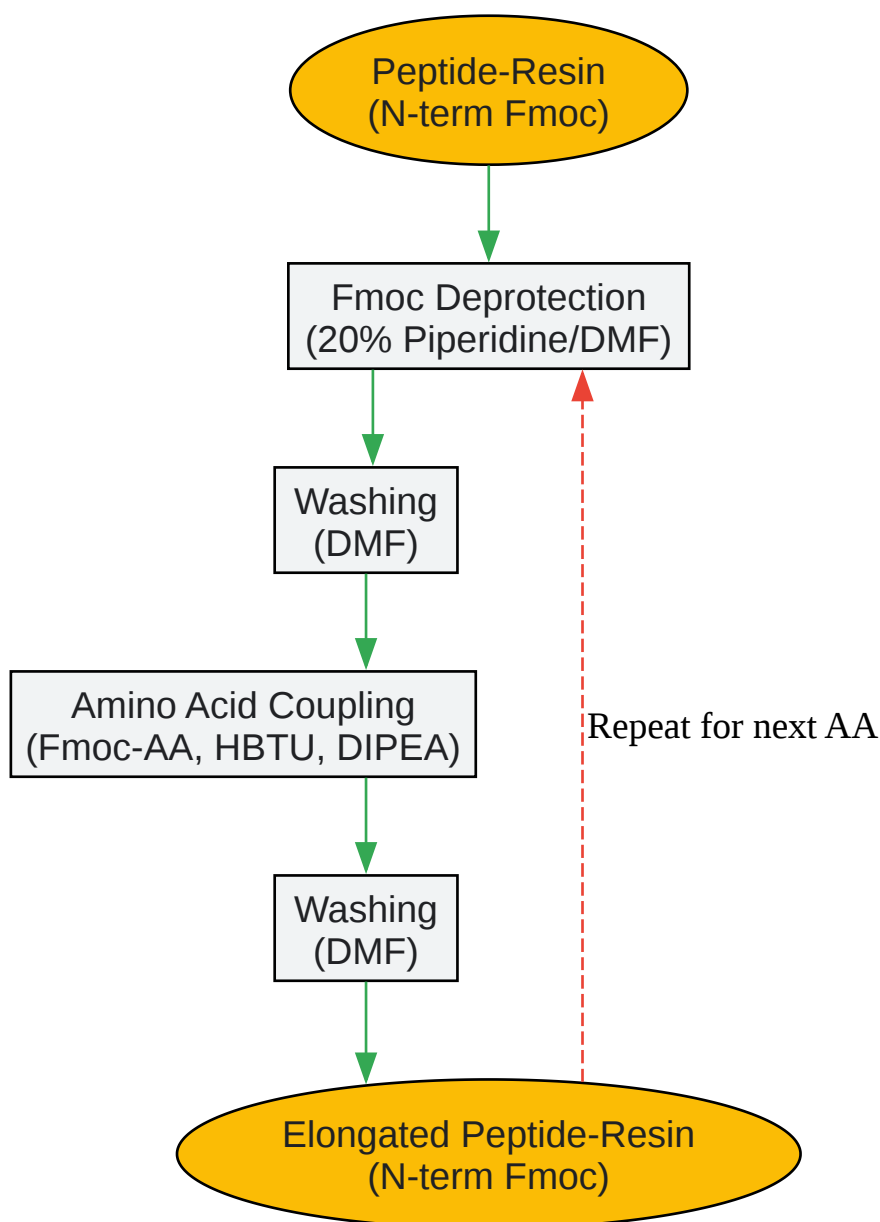 Peptide-Resin
(N-term Fmoc)
Fmoc Deprotection
(20% Piperidine/DMF)
Washing
(DMF)
Amino Acid Coupling
(Fmoc-AA, HBTU, DIPEA)
Repeat for next AA
Washing
(DMF)
Elongated Peptide-Resin
(N-term Fmoc)